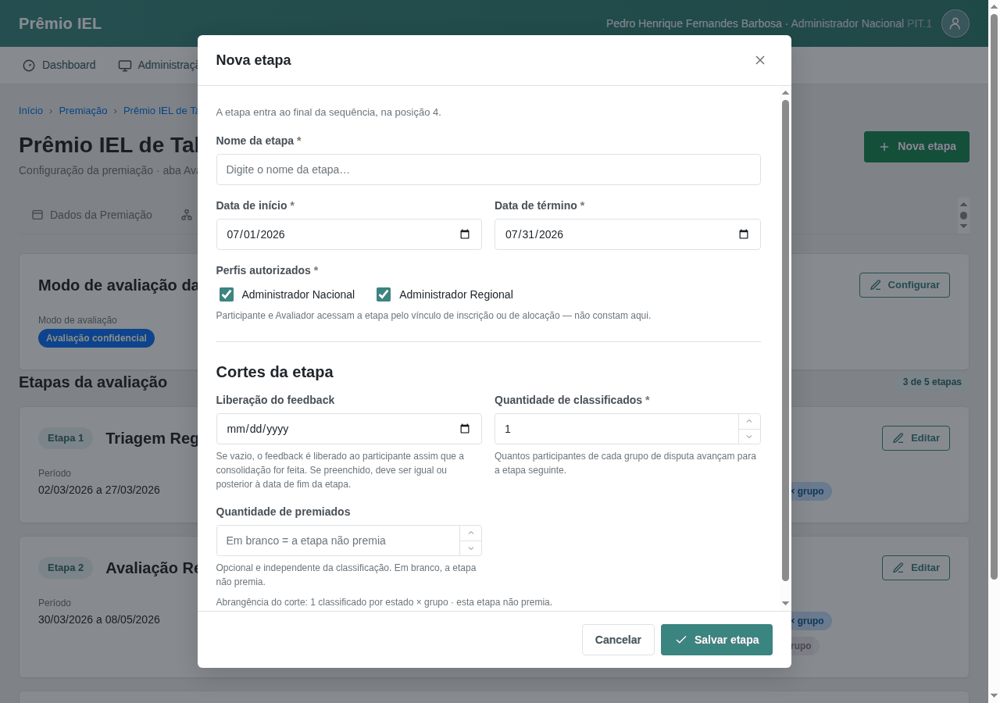 Prêmio IEL
Pedro Henrique Fernandes Barbosa · Administrador Nacional PIT.1
Dashboard
Nova etapa
Início › Premiação › Prêmio IEL de
Prêmio IEL de
Nova etapa
Configuração da premiação · aba
Dados da Premiação
Modo de avaliação
Configurar
Modo de avaliação
Avaliação confidencial
Etapas da avaliação
3 de 5 etapas
Etapa 1
Editar
Período
02/03/2026 a 27/03/2026
× grupo
Etapa 2
Editar
Período
30/03/2026 a 08/05/2026
× grupo
A etapa entra ao final da sequência, na posição 4.
Nome da etapa *
Digite o nome da etapa…
Data de início *
Data de término *
07/01/2026
07/31/2026
Perfis autorizados *
Administrador Nacional
Administrador Regional
Participante e Avaliador acessam a etapa pelo vínculo de inscrição ou de alocação — não constam aqui.
Cortes da etapa
Liberação do feedback
Quantidade de classificados *
mm/dd/yyyy
1
Se vazio, o feedback é liberado ao participante assim que a
consolidação for feita. Se preenchido, deve ser igual ou
posterior à data de fim da etapa.
Quantos participantes de cada grupo de disputa avançam para
a etapa seguinte.
Quantidade de premiados
Em branco = a etapa não premia
Opcional e independente da classificação. Em branco, a etapa
não premia.
Abrangência do corte: 1 classificado por estado × grupo · esta etapa não premia.
Cancelar
Salvar etapa